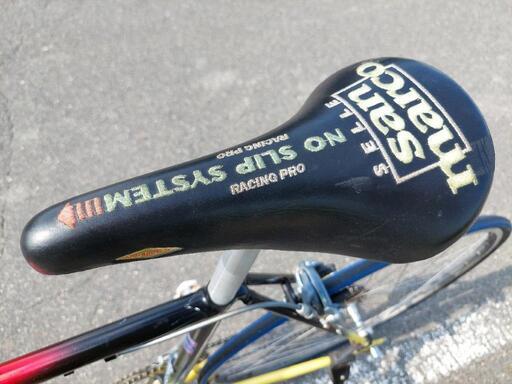 SELLE
san
marco
NO SLIP SYSTEM
RACING PRO
RACING PRO